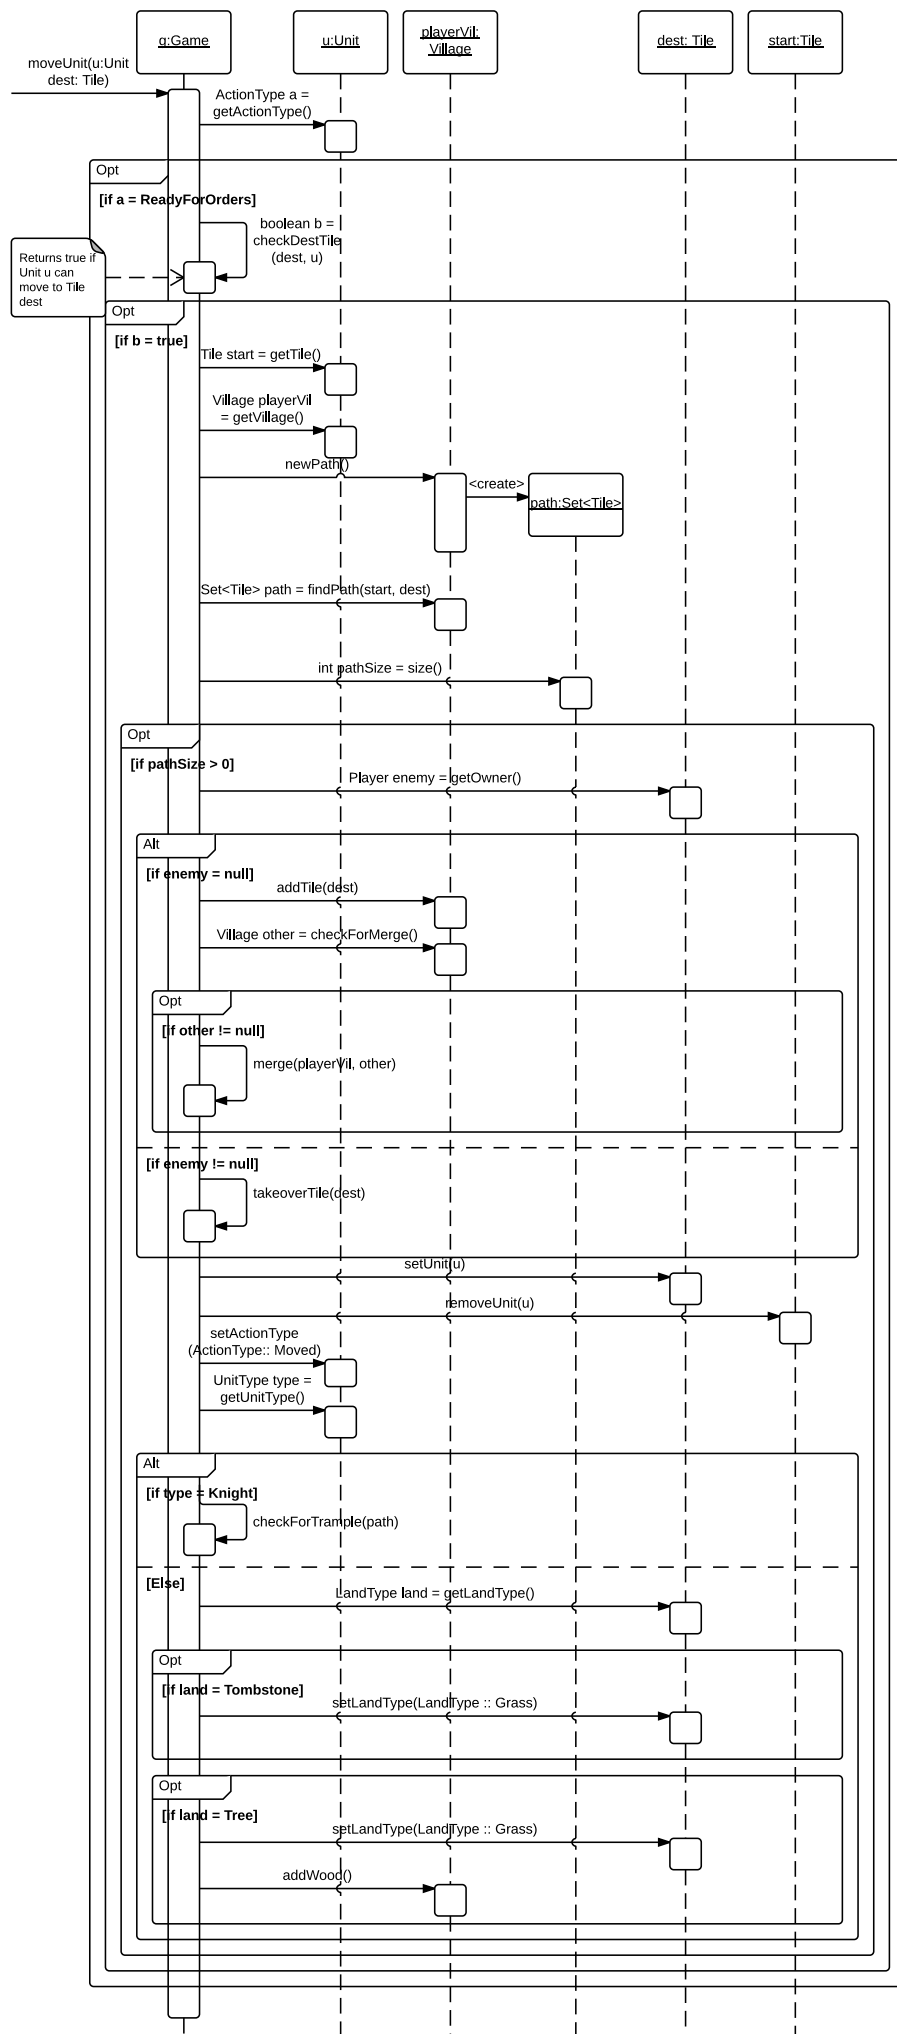 g:Game
u:Unit
playerVil:
Village
dest: Tile
start:Tile
moveUnit(u:Unit
dest: Tile)
ActionType a =
getActionType()
Opt
[if a = ReadyForOrders]
boolean b =
checkDestTile
(dest, u)
Returns true if
Unit u can
move to Tile
dest
Opt
[if b = true]
Tile start = getTile()
Village playerVil
= getVillage()
newPath()
<create>
path:Set<Tile>
Set<Tile> path = findPath(start, dest)
int pathSize = size()
Opt
[if pathSize > 0]
Player enemy = getOwner()
Alt
[if enemy = null]
addTile(dest)
Village other = checkForMerge()
Opt
[if other != null]
merge(playerVil, other)
[if enemy != null]
takeoverTile(dest)
setUnit(u)
removeUnit(u)
setActionType
(ActionType:: Moved)
UnitType type =
getUnitType()
Alt
[if type = Knight]
checkForTrample(path)
[Else]
LandType land = getLandType()
Opt
[if land = Tombstone]
setLandType(LandType :: Grass)
Opt
[if land = Tree]
setLandType(LandType :: Grass)
addWood()